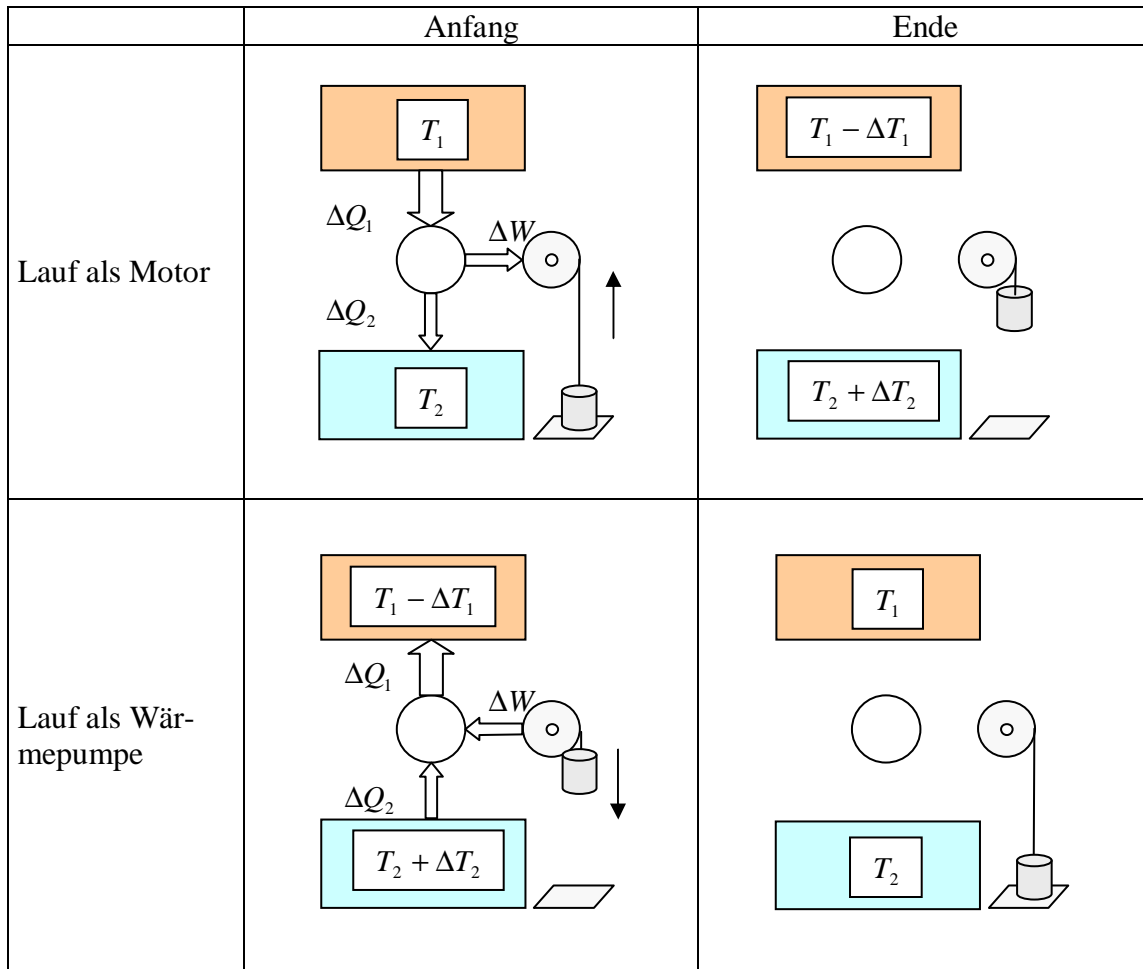 Anfang Ende
Lauf als Motor
T₁
ΔQ₁
ΔW
ΔQ₂
T₂
T₁ − ΔT₁
T₂ + ΔT₂
Lauf als Wär-
mepumpe
T₁ − ΔT₁
ΔQ₁
ΔW
ΔQ₂
T₂ + ΔT₂
T₁
T₂